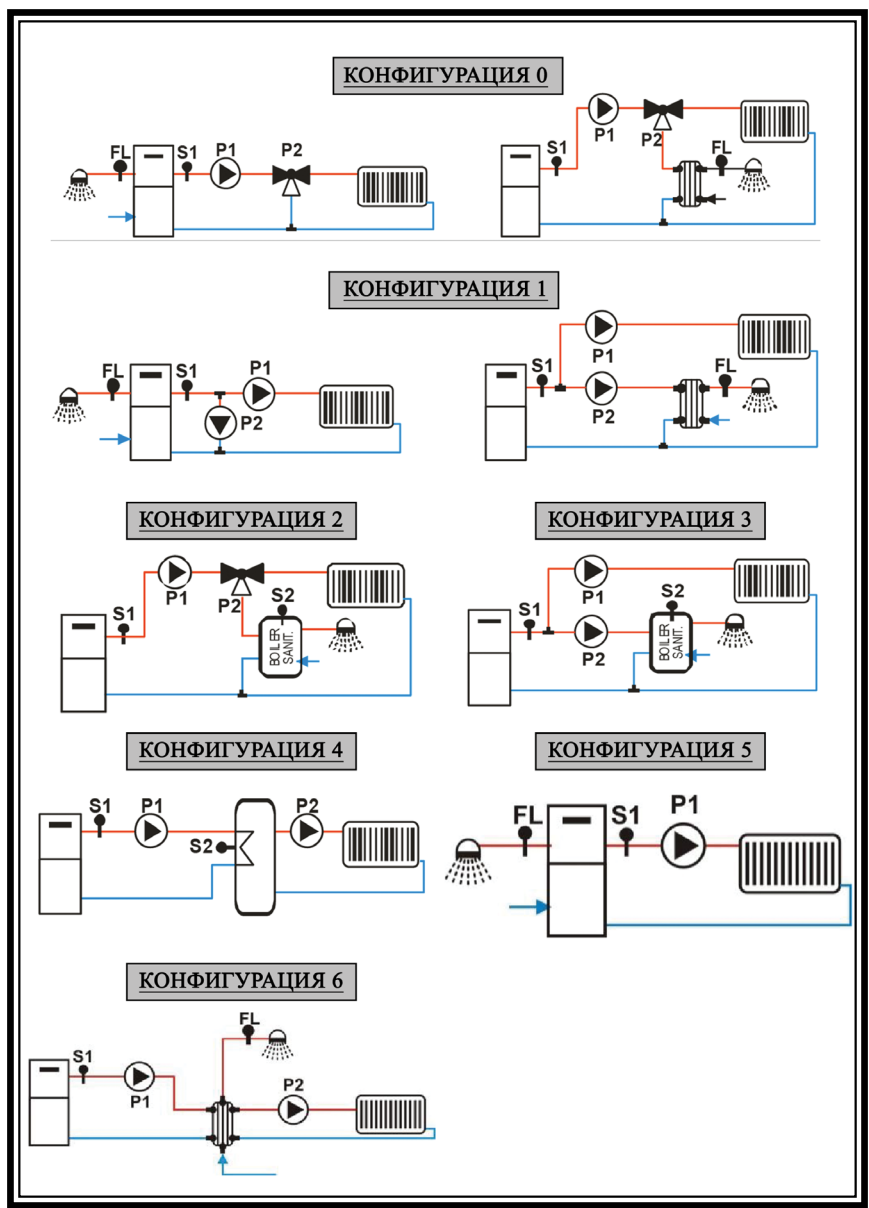 КОНФИГУРАЦИЯ 0
FL
S1
P1
P2
S1
P1
P2
FL
КОНФИГУРАЦИЯ 1
FL
S1
P1
P2
S1
P1
P2
FL
КОНФИГУРАЦИЯ 2
S1
P1
P2
S2
BOILER
SANIT.
КОНФИГУРАЦИЯ 3
S1
P1
P2
S2
BOILER
SANIT.
КОНФИГУРАЦИЯ 4
S1
P1
S2
P2
КОНФИГУРАЦИЯ 5
FL
S1
P1
КОНФИГУРАЦИЯ 6
S1
P1
FL
P2